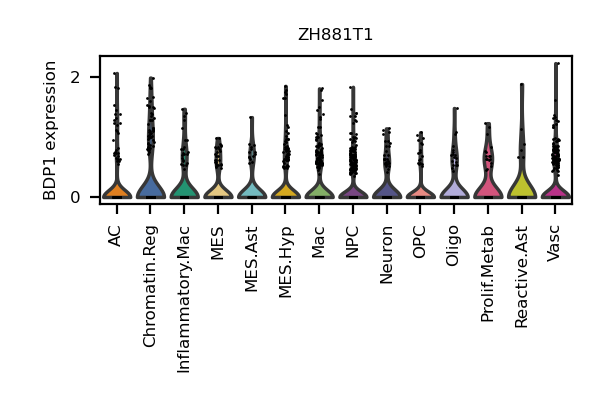 ZH881T1
BDP1 expression
2
0
AC
Chromatin.Reg
Inflammatory.Mac
MES
MES.Ast
MES.Hyp
Mac
NPC
Neuron
OPC
Oligo
Prolif.Metab
Reactive.Ast
Vasc